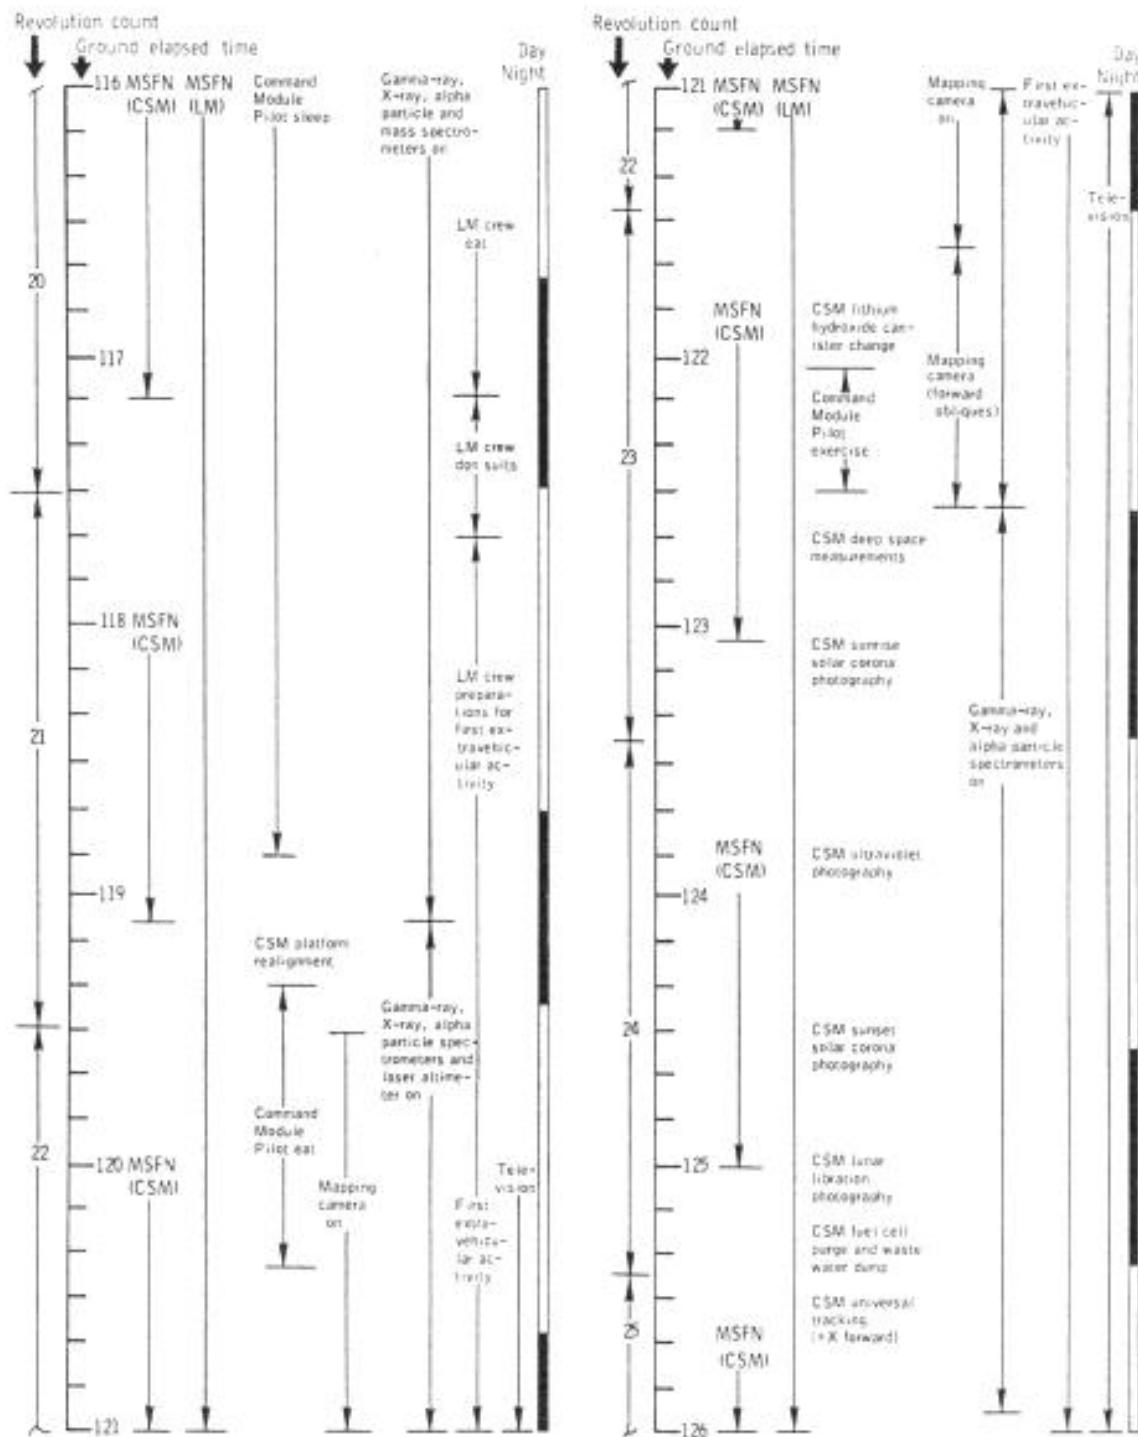 Revolution count
Ground elapsed time
Day
Night
116 MSFN
(CSM)
MSFN
(LM)
Command
Module
Pilot sleep
Gamma-ray,
X-ray, alpha
particle and
mass spectro-
meters on
LM crew
eat
20
117
LM crew
don suits
118 MSFN
(CSM)
LM crew
prepara-
tions for
first ex-
travehic-
ular ac-
tivity
21
119
CSM platform
realignment
Gamma-ray,
X-ray, alpha
particle spec-
trometers and
laser altime-
ter on
Command
Module
Pilot eat
22
120 MSFN
(CSM)
Mapping
camera
on
Tele-
vision
First
extra-
vehicu-
lar ac-
tivity
121
Revolution count
Ground elapsed time
Day
Night
121 MSFN
(CSM)
MSFN
(LM)
Mapping
camera
on
First ex-
travehic-
ular ac-
tivity
22
Tele-
vision
MSFN
(CSM)
CSM lithium
hydroxide can-
ister change
122
Mapping
camera
(forward
obliques)
Command
Module
Pilot
exercise
23
CSM deep space
measurements
123
CSM sunrise
solar corona
photography
Gamma-ray,
X-ray and
alpha particle
spectrometers
on
MSFN
(CSM)
CSM ultraviolet
photography
124
24
CSM sunset
solar corona
photography
125
CSM lunar
libration
photography
CSM fuel cell
purge and waste
water dump
25
CSM universal
tracking
(+X forward)
MSFN
(CSM)
126